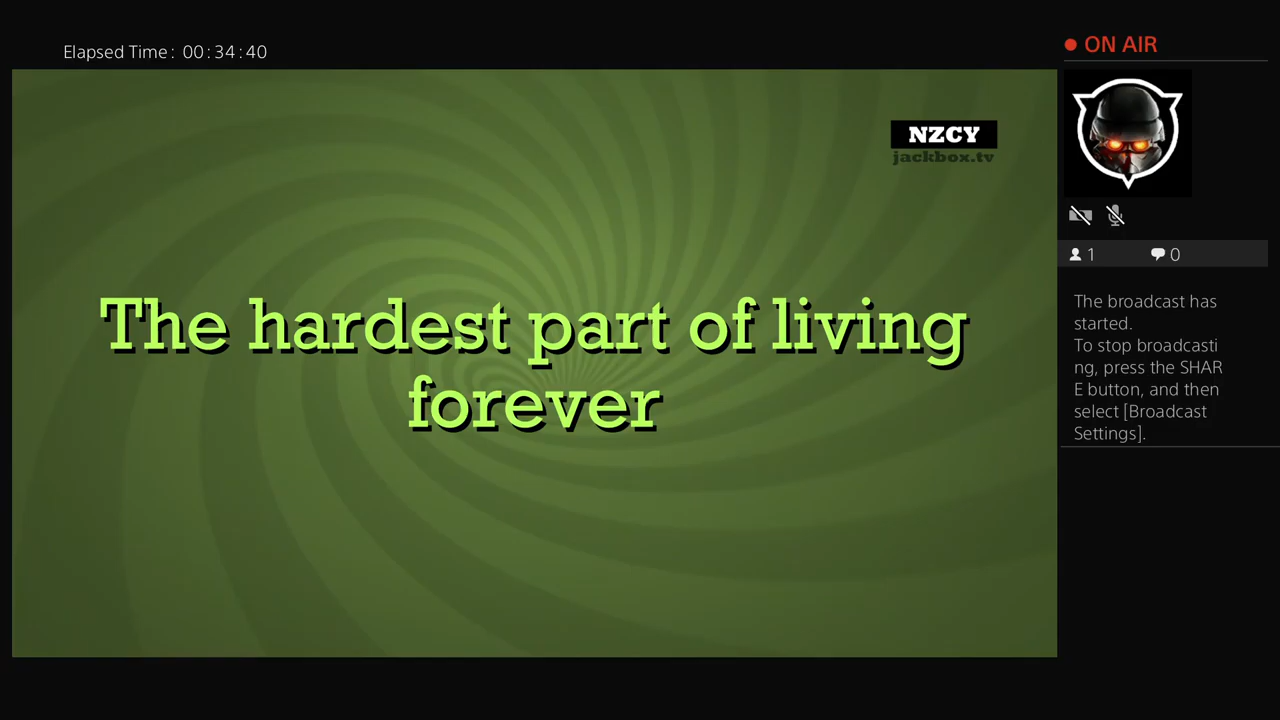 Elapsed Time: 00:34:40
ON AIR
NZCY
jackbox.tv
The hardest part of living
forever
1 0
The broadcast has
started.
To stop broadcasti
ng, press the SHAR
E button, and then
select [Broadcast
Settings].